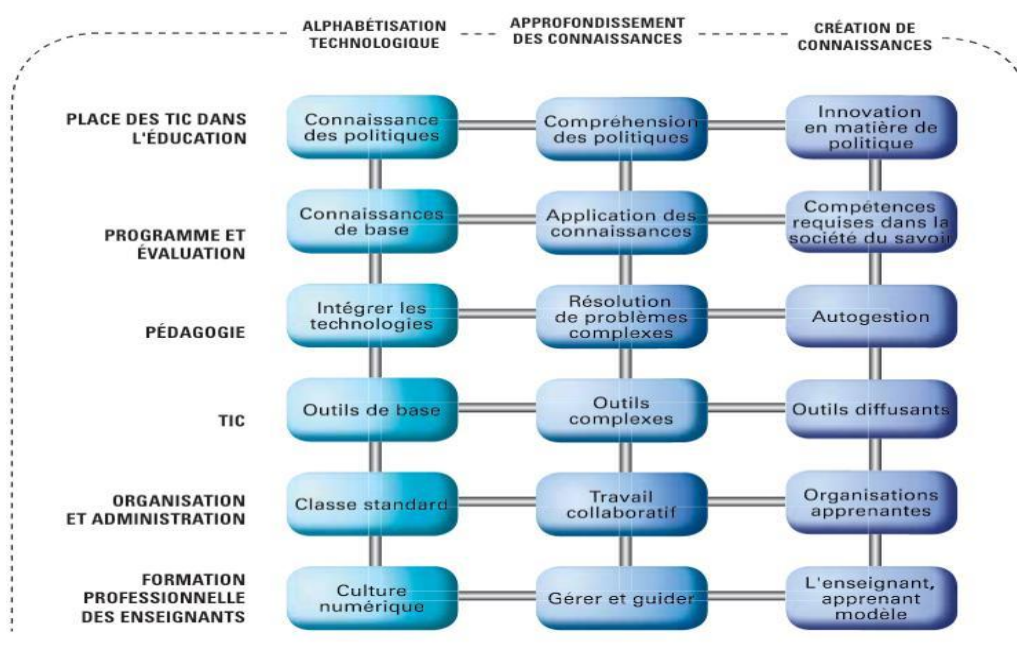 ALPHABÉTISATION
TECHNOLOGIQUE
APPROFONDISSEMENT
DES CONNAISSANCES
CRÉATION DE
CONNAISSANCES
PLACE DES TIC DANS
L'ÉDUCATION
Connaissance
des politiques
Compréhension
des politiques
Innovation
en matière de
politique
PROGRAMME ET
ÉVALUATION
Connaissances
de base
Application des
connaissances
Compétences
requises dans la
société du savoir
PÉDAGOGIE
Intégrer les
technologies
Résolution
de problèmes
complexes
Autogestion
TIC
Outils de base
Outils
complexes
Outils diffusants
ORGANISATION
ET ADMINISTRATION
Classe standard
Travail
collaboratif
Organisations
apprenantes
FORMATION
PROFESSIONNELLE
DES ENSEIGNANTS
Culture
numérique
Gérer et guider
L'enseignant,
apprenant
modèle